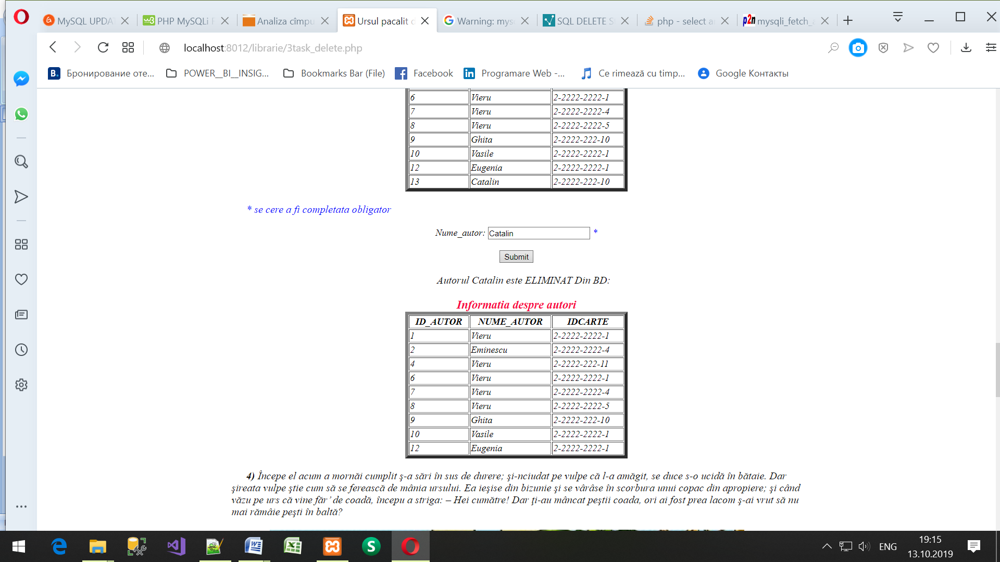 MySQL UPDA
PHP MySQLi F
Analiza cîmpu
Ursul pacalit d
Warning: mys
SQL DELETE S
php - select a
mysqli_fetch_a
localhost:8012/librarie/3task_delete.php
Бронирование оте...
POWER__BI__INSIG...
Bookmarks Bar (File)
Facebook
Programare Web -...
Ce rimează cu timp...
Google Контакты
6 Vieru 2-2222-2222-1
7 Vieru 2-2222-2222-4
8 Vieru 2-2222-2222-5
9 Ghita 2-2222-222-10
10 Vasile 2-2222-2222-1
12 Eugenia 2-2222-2222-1
13 Catalin 2-2222-222-10
* se cere a fi completata obligator
Nume_autor: Catalin *
Submit
Autorul Catalin este ELIMINAT Din BD:
Informatia despre autori
ID_AUTOR NUME_AUTOR IDCARTE
1 Vieru 2-2222-2222-1
2 Eminescu 2-2222-2222-4
4 Vieru 2-2222-222-11
6 Vieru 2-2222-2222-1
7 Vieru 2-2222-2222-4
8 Vieru 2-2222-2222-5
9 Ghita 2-2222-222-10
10 Vasile 2-2222-2222-1
12 Eugenia 2-2222-2222-1
4) Începe el acum a mornăi cumplit ş-a sări în sus de durere; şi-nciudat pe vulpe că l-a amăgit, se duce s-o ucidă în bătaie. Dar
şireata vulpe ştie cum să se ferească de mânia ursului. Ea ieşise din bizunie şi se vârâse în scorbura unui copac din apropiere; şi când
văzu pe urs că vine făr’ de coadă, începu a striga: – Hei cumătre! Dar ţi-au mâncat peştii coada, ori ai fost prea lacom ş-ai vrut să nu
mai rămâie peşti în baltă?
ENG
19:15
13.10.2019